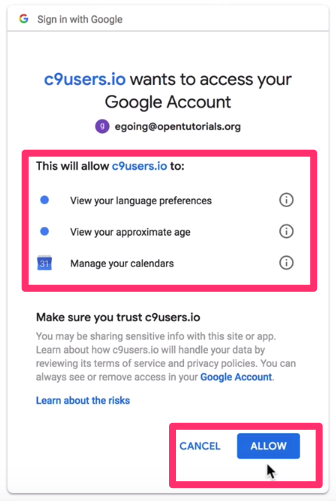 Sign in with Google
c9users.io wants to access your
Google Account
g egoing@opentutorials.org
This will allow c9users.io to:
View your language preferences
View your approximate age
31 Manage your calendars
Make sure you trust c9users.io
You may be sharing sensitive info with this site or app.
Learn about how c9users.io will handle your data by
reviewing its terms of service and privacy policies. You can
always see or remove access in your Google Account.
Learn about the risks
CANCEL ALLOW